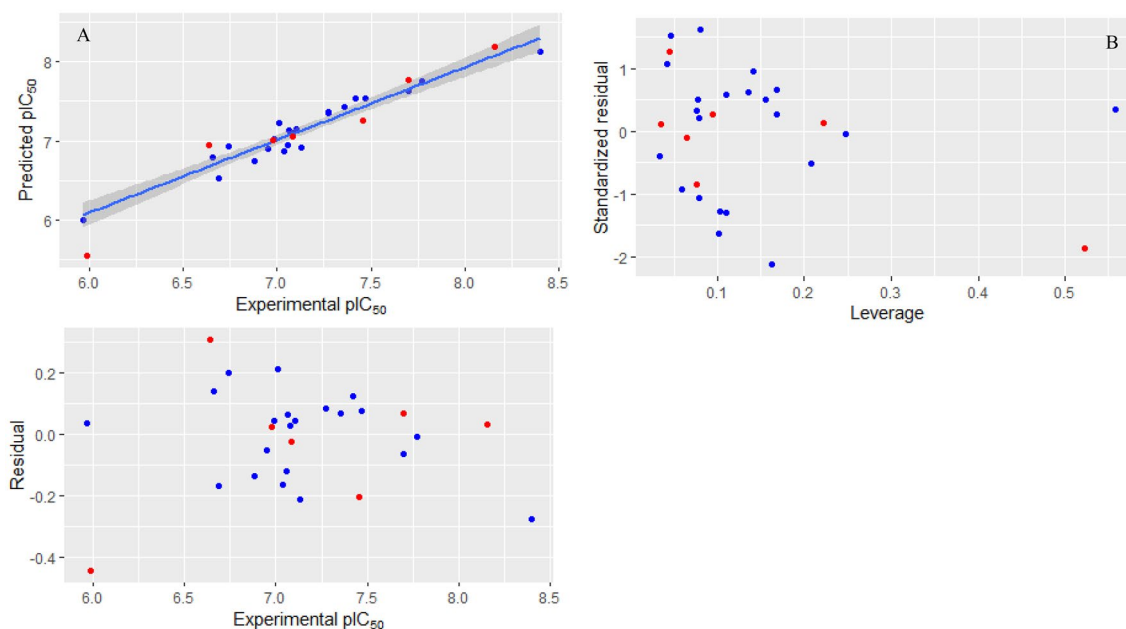 A
8
7
6
Predicted pIC50
6.0 6.5 7.0 7.5 8.0 8.5
Experimental pIC50
B
1
0
-1
-2
Standardized residual
0.1 0.2 0.3 0.4 0.5
Leverage
0.2
0.0
-0.2
-0.4
Residual
6.0 6.5 7.0 7.5 8.0 8.5
Experimental pIC50